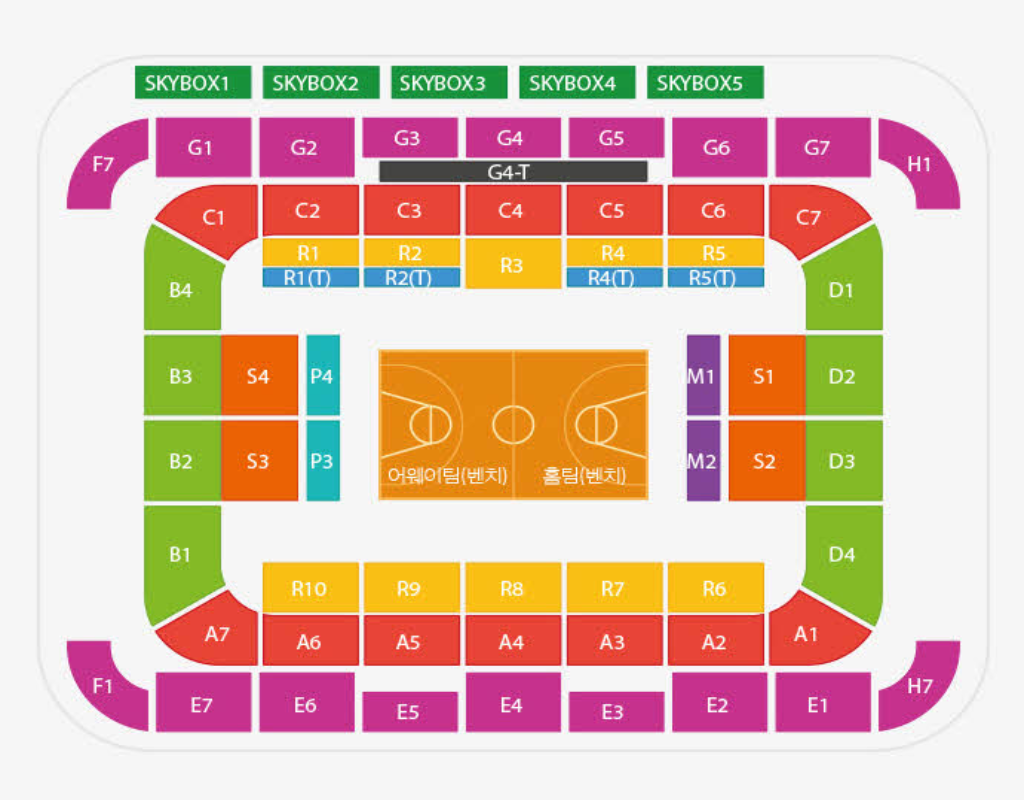 SKYBOX1 SKYBOX2 SKYBOX3 SKYBOX4 SKYBOX5
F7 G1 G2 G3 G4 G5 G6 G7 H1
G4-T
C1 C2 C3 C4 C5 C6 C7
R1 R2 R3 R4 R5
R1(T) R2(T) R4(T) R5(T)
B4 D1
B3 S4 P4 M1 S1 D2
B2 S3 P3 M2 S2 D3
어웨이팀(벤치) 홈팀(벤치)
B1 D4
R10 R9 R8 R7 R6
A7 A6 A5 A4 A3 A2 A1
F1 E7 E6 E5 E4 E3 E2 E1 H7